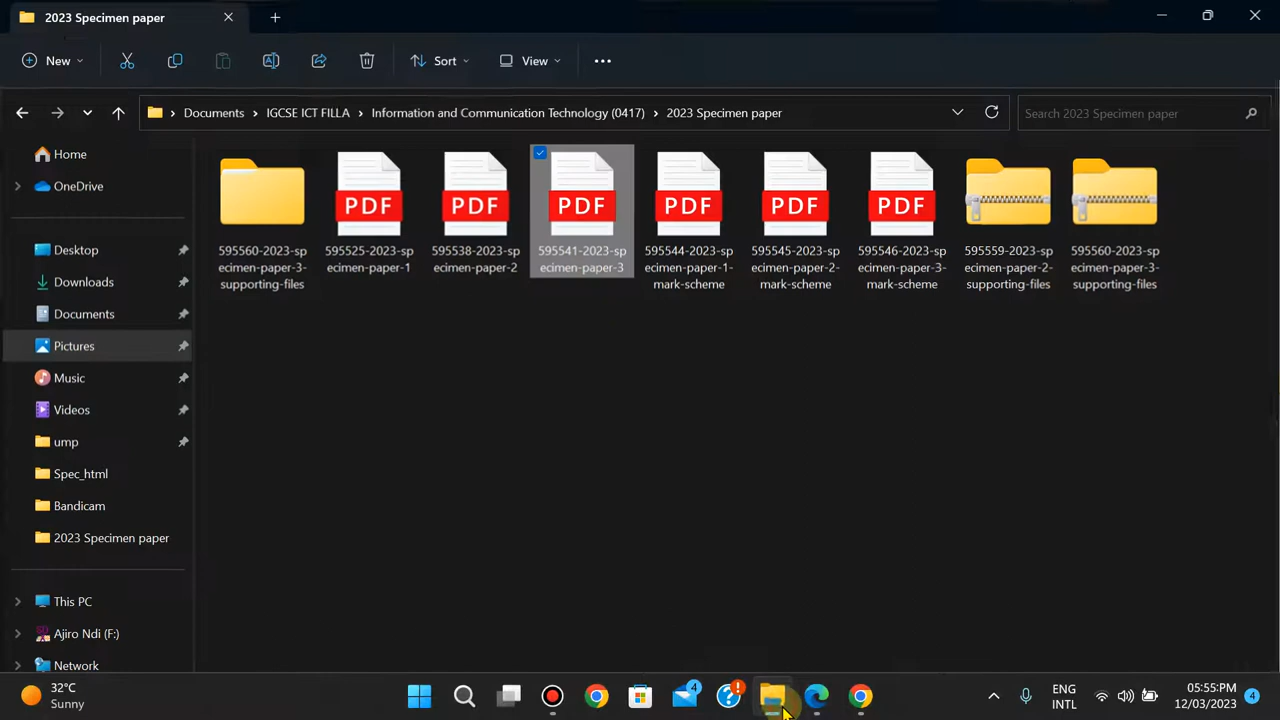 2023 Specimen paper
New
Sort
View
Documents
IGCSE ICT FILLA
Information and Communication Technology (0417)
2023 Specimen paper
Search 2023 Specimen paper
Home
OneDrive
Desktop
Downloads
Documents
Pictures
Music
Videos
ump
Spec_html
Bandicam
2023 Specimen paper
This PC
Ajiro Ndi (F:)
Network
595560-2023-sp
ecimen-paper-3-
supporting-files
PDF
595525-2023-sp
ecimen-paper-1
PDF
595538-2023-sp
ecimen-paper-2
PDF
595541-2023-sp
ecimen-paper-3
PDF
595544-2023-sp
ecimen-paper-1-
mark-scheme
PDF
595545-2023-sp
ecimen-paper-2-
mark-scheme
PDF
595546-2023-sp
ecimen-paper-3-
mark-scheme
595559-2023-sp
ecimen-paper-2-
supporting-files
595560-2023-sp
ecimen-paper-3-
supporting-files
32°C
Sunny
4
ENG
INTL
05:55PM
12/03/2023
4